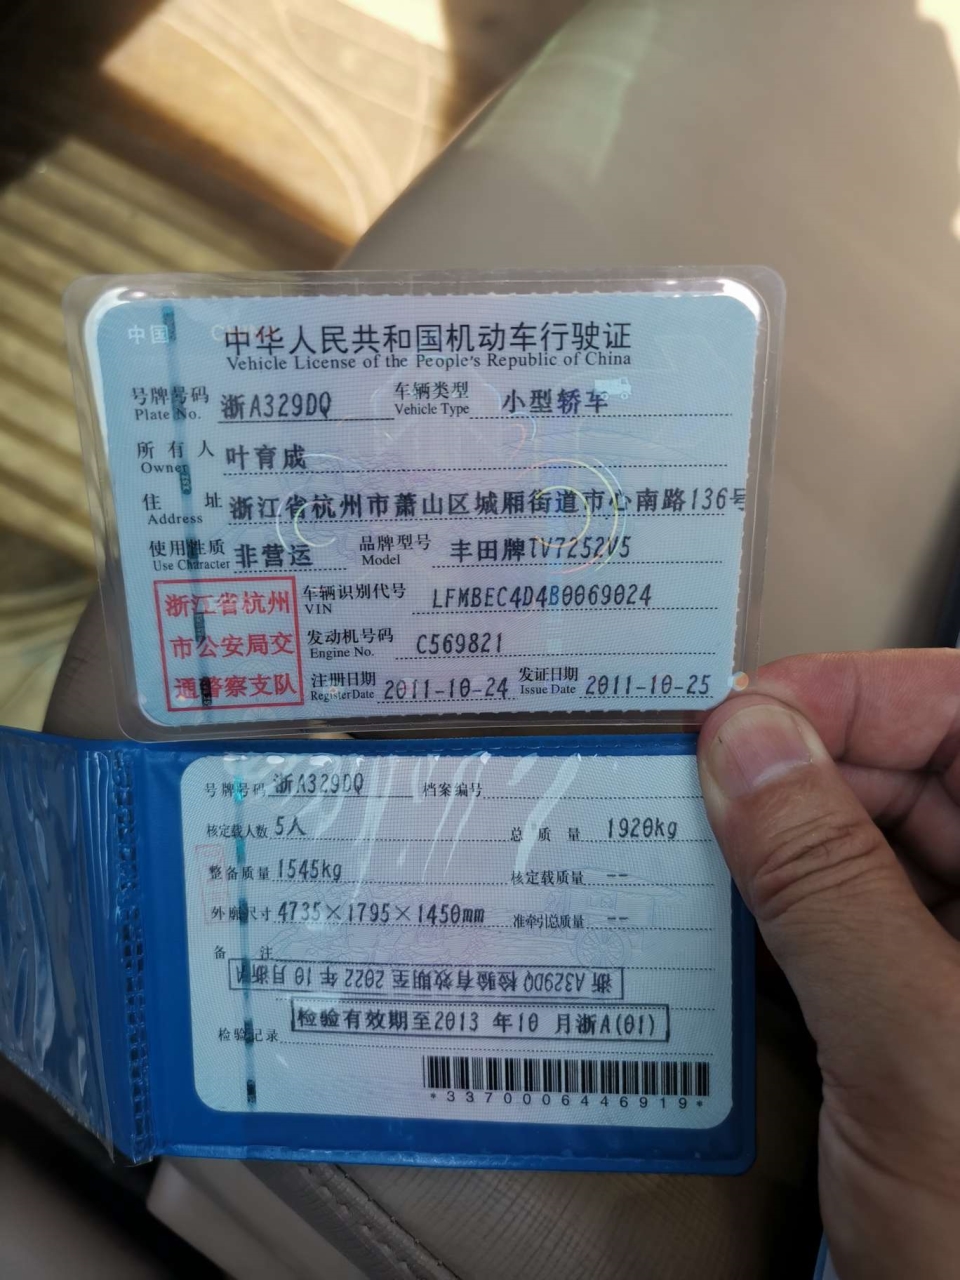 中国 CHINA
中华人民共和国机动车行驶证
Vehicle License of the People's Republic of China
号牌号码 浙A329DQ 车辆类型 小型轿车
Plate No. Vehicle Type
所有人 叶育成
Owner
住址 浙江省杭州市萧山区城厢街道市心南路136号
Address
使用性质 非营运 品牌型号 丰田牌TV7252V5
Use Character Model
浙江省杭州 车辆识别代号 LFMBEC4D4B0069024
VIN
市公安局交 发动机号码 C569821
Engine No.
通警察支队 注册日期 2011-10-24 发证日期 2011-10-25
Register Date Issue Date
号牌号码 浙A329DQ 档案编号
核定载人数 5人 总质量 1920kg
整备质量 1545kg 核定载质量 --
外廓尺寸 4735×1795×1450mm 准牵引总质量 --
备注
浙A329DQ 检验有效期至 2022 年 10 月浙A
检验有效期至2013 年10 月浙A(01)
检验记录
*3370006446919*